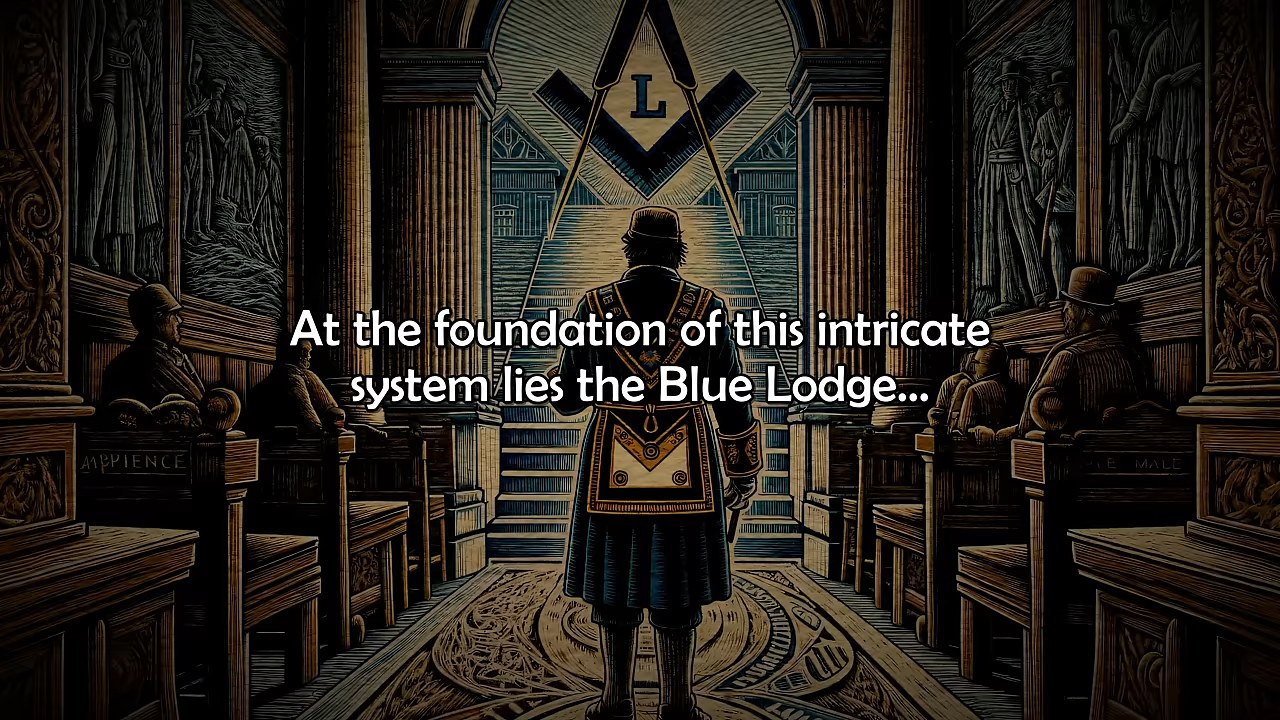 L
At the foundation of this intricate
system lies the Blue Lodge...